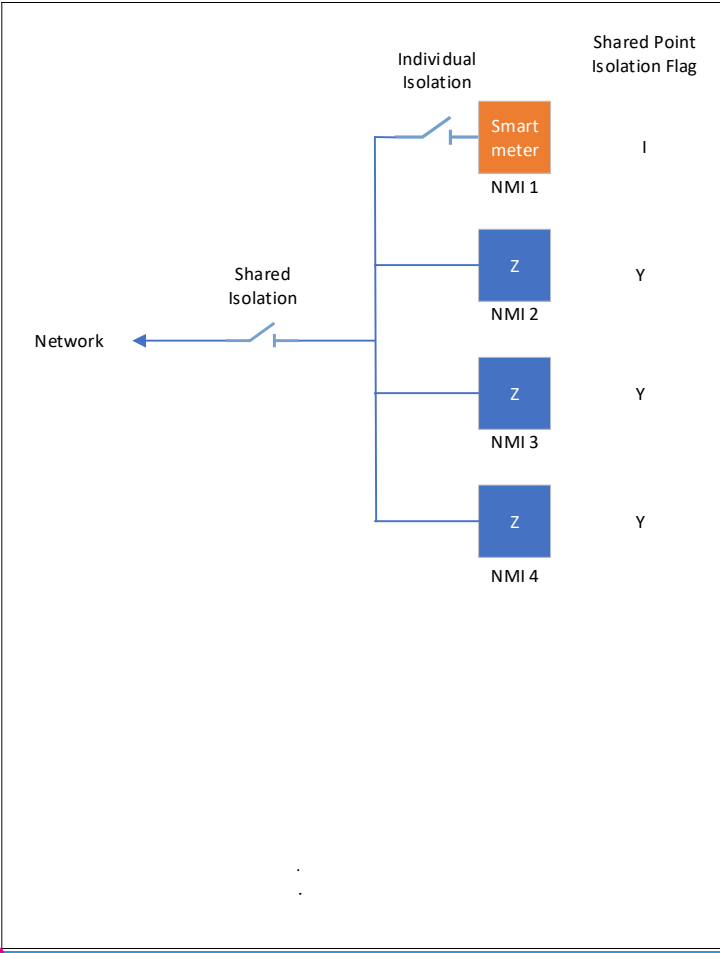 Shared Point
Isolation Flag
Individual
Isolation
Smart
meter
I
NMI 1
Z
Y
NMI 2
Shared
Isolation
Network
Z
Y
NMI 3
Z
Y
NMI 4
.
.